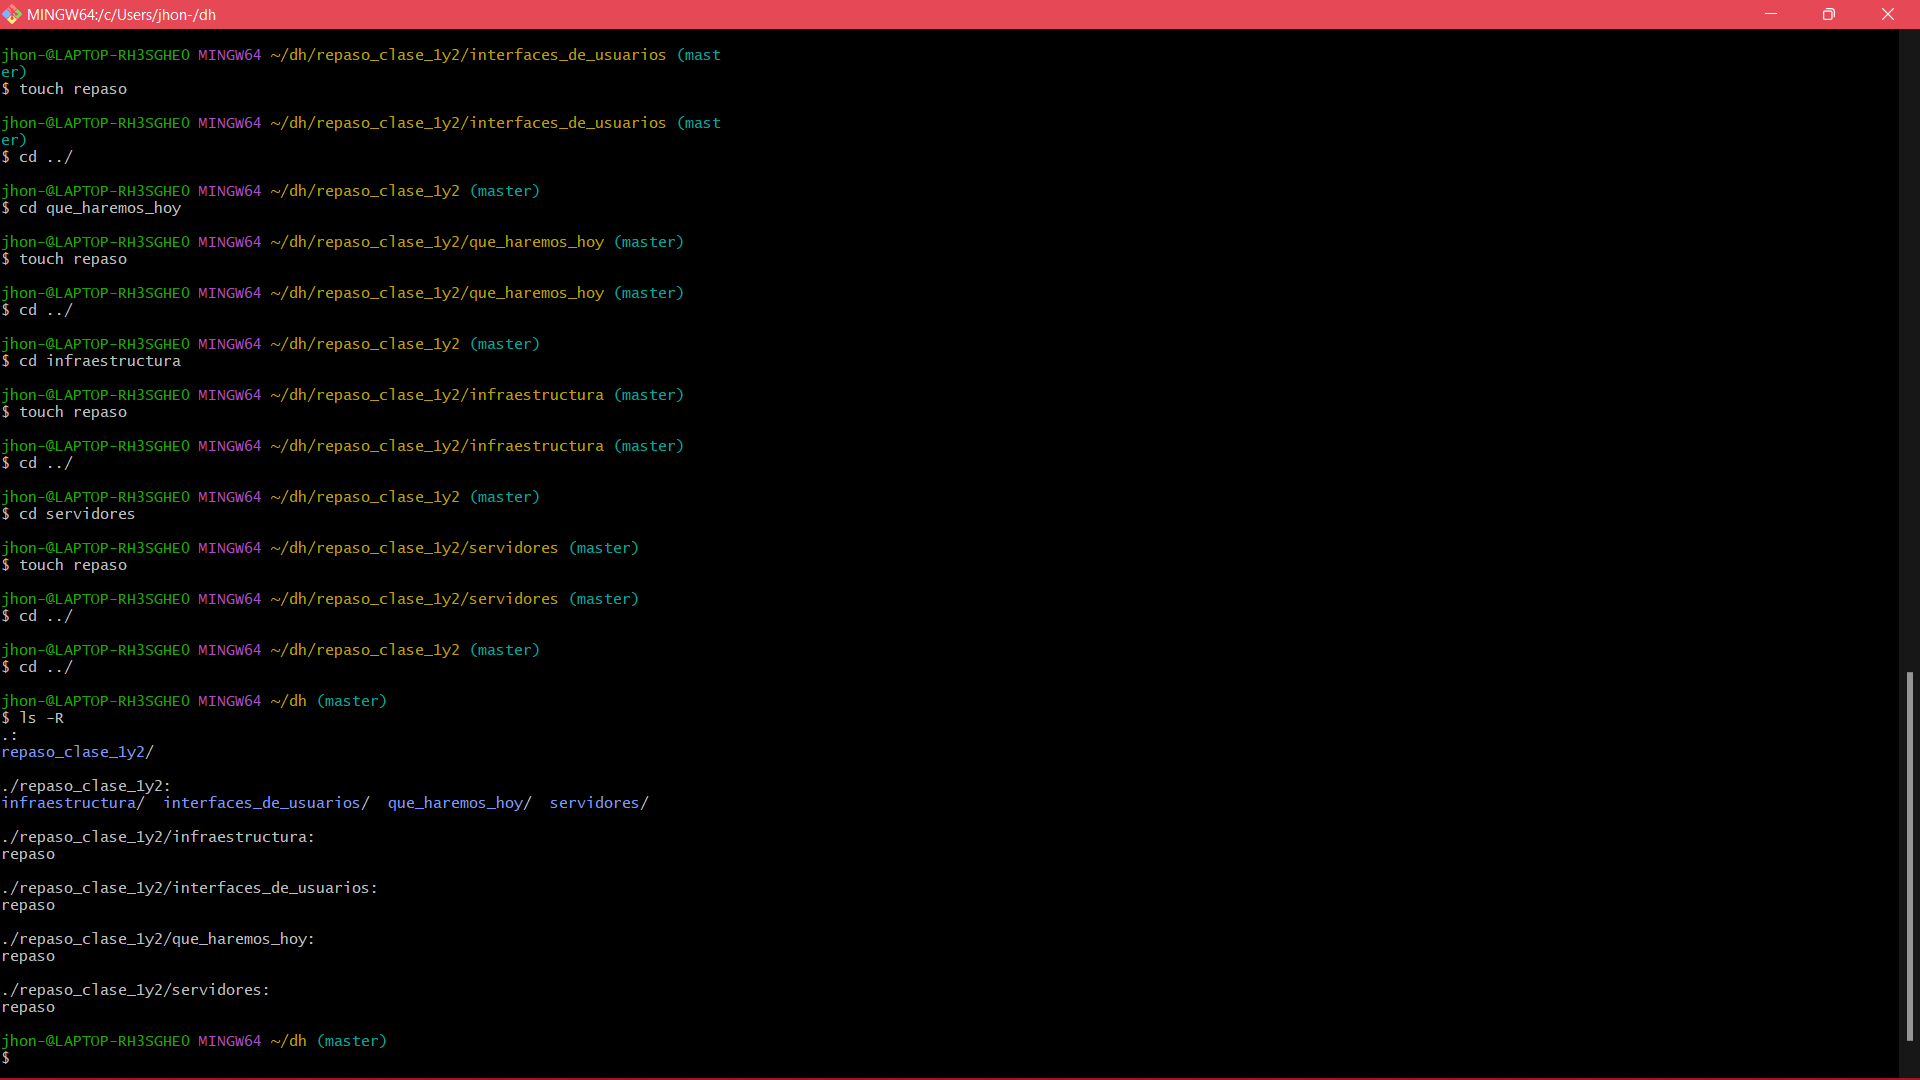 MINGW64:/c/Users/jhon-/dh
jhon-@LAPTOP-RH3SGHEO MINGW64 ~/dh/repaso_clase_1y2/interfaces_de_usuarios (mast
er)
$ touch repaso
jhon-@LAPTOP-RH3SGHEO MINGW64 ~/dh/repaso_clase_1y2/interfaces_de_usuarios (mast
er)
$ cd ../
jhon-@LAPTOP-RH3SGHEO MINGW64 ~/dh/repaso_clase_1y2 (master)
$ cd que_haremos_hoy
jhon-@LAPTOP-RH3SGHEO MINGW64 ~/dh/repaso_clase_1y2/que_haremos_hoy (master)
$ touch repaso
jhon-@LAPTOP-RH3SGHEO MINGW64 ~/dh/repaso_clase_1y2/que_haremos_hoy (master)
$ cd ../
jhon-@LAPTOP-RH3SGHEO MINGW64 ~/dh/repaso_clase_1y2 (master)
$ cd infraestructura
jhon-@LAPTOP-RH3SGHEO MINGW64 ~/dh/repaso_clase_1y2/infraestructura (master)
$ touch repaso
jhon-@LAPTOP-RH3SGHEO MINGW64 ~/dh/repaso_clase_1y2/infraestructura (master)
$ cd ../
jhon-@LAPTOP-RH3SGHEO MINGW64 ~/dh/repaso_clase_1y2 (master)
$ cd servidores
jhon-@LAPTOP-RH3SGHEO MINGW64 ~/dh/repaso_clase_1y2/servidores (master)
$ touch repaso
jhon-@LAPTOP-RH3SGHEO MINGW64 ~/dh/repaso_clase_1y2/servidores (master)
$ cd ../
jhon-@LAPTOP-RH3SGHEO MINGW64 ~/dh/repaso_clase_1y2 (master)
$ cd ../
jhon-@LAPTOP-RH3SGHEO MINGW64 ~/dh (master)
$ ls -R
.:
repaso_clase_1y2/
./repaso_clase_1y2:
infraestructura/  interfaces_de_usuarios/  que_haremos_hoy/  servidores/
./repaso_clase_1y2/infraestructura:
repaso
./repaso_clase_1y2/interfaces_de_usuarios:
repaso
./repaso_clase_1y2/que_haremos_hoy:
repaso
./repaso_clase_1y2/servidores:
repaso
jhon-@LAPTOP-RH3SGHEO MINGW64 ~/dh (master)
$